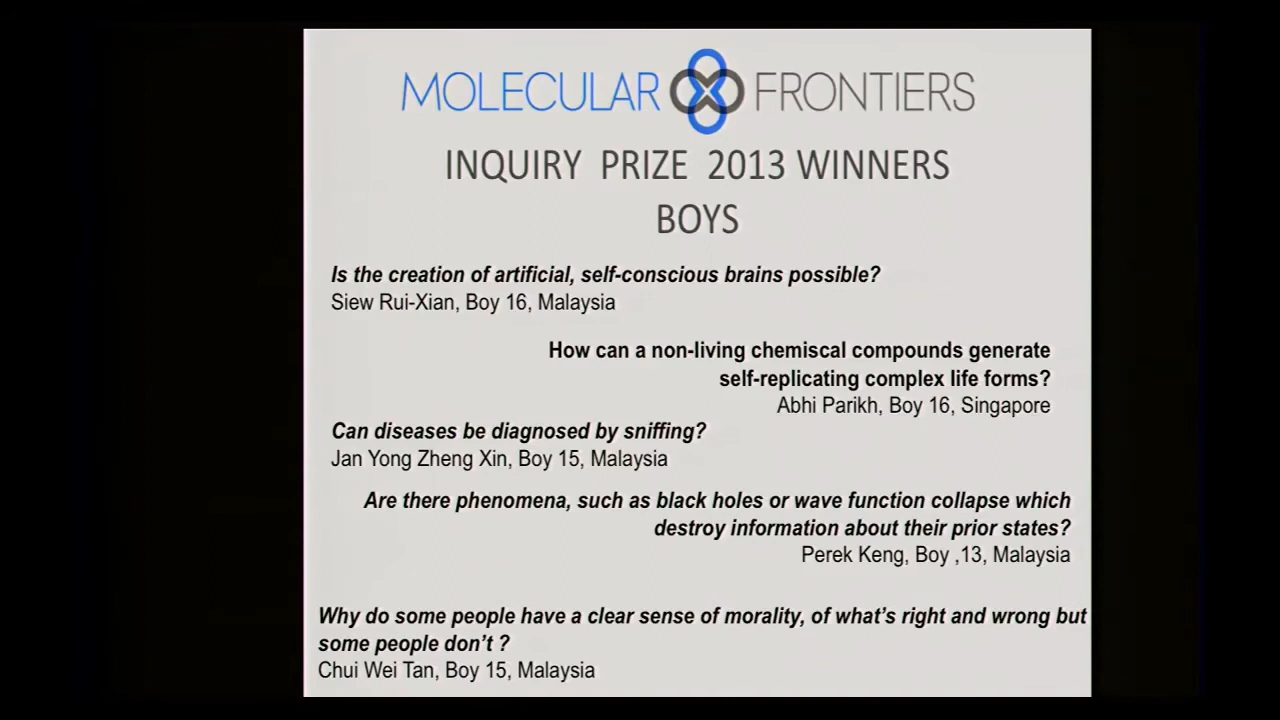 MOLECULAR FRONTIERS
INQUIRY PRIZE 2013 WINNERS
BOYS
Is the creation of artificial, self-conscious brains possible?
Siew Rui-Xian, Boy 16, Malaysia
How can a non-living chemiscal compounds generate
self-replicating complex life forms?
Abhi Parikh, Boy 16, Singapore
Can diseases be diagnosed by sniffing?
Jan Yong Zheng Xin, Boy 15, Malaysia
Are there phenomena, such as black holes or wave function collapse which
destroy information about their prior states?
Perek Keng, Boy ,13, Malaysia
Why do some people have a clear sense of morality, of what's right and wrong but
some people don't ?
Chui Wei Tan, Boy 15, Malaysia